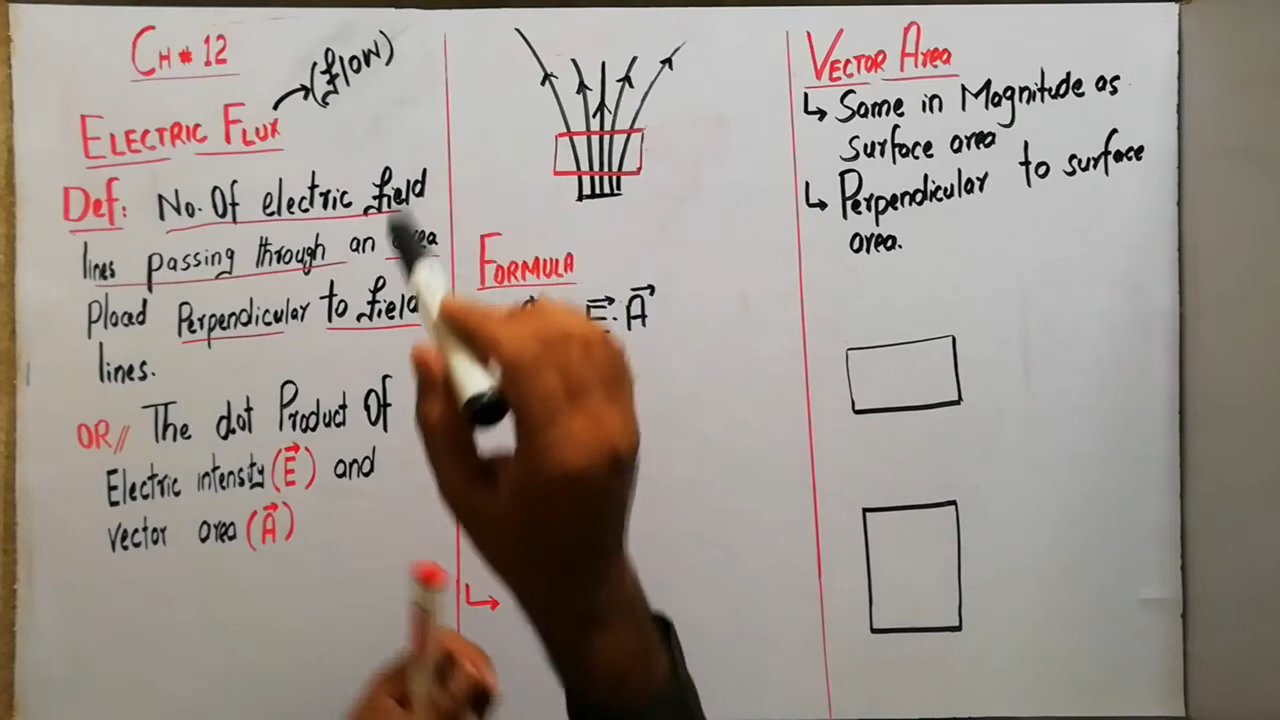 CH # 12
ELECTRIC FLUX → (flow)
Def: No. Of electric field
lines passing through an area
Placed Perpendicular to field
lines.
OR // The dot Product Of
Electric intensity (E⃗) and
vector area (A⃗)
FORMULA
E⃗ . A⃗
VECTOR Area
↳ Same in Magnitude as
surface area
↳ Perpendicular to surface
area.